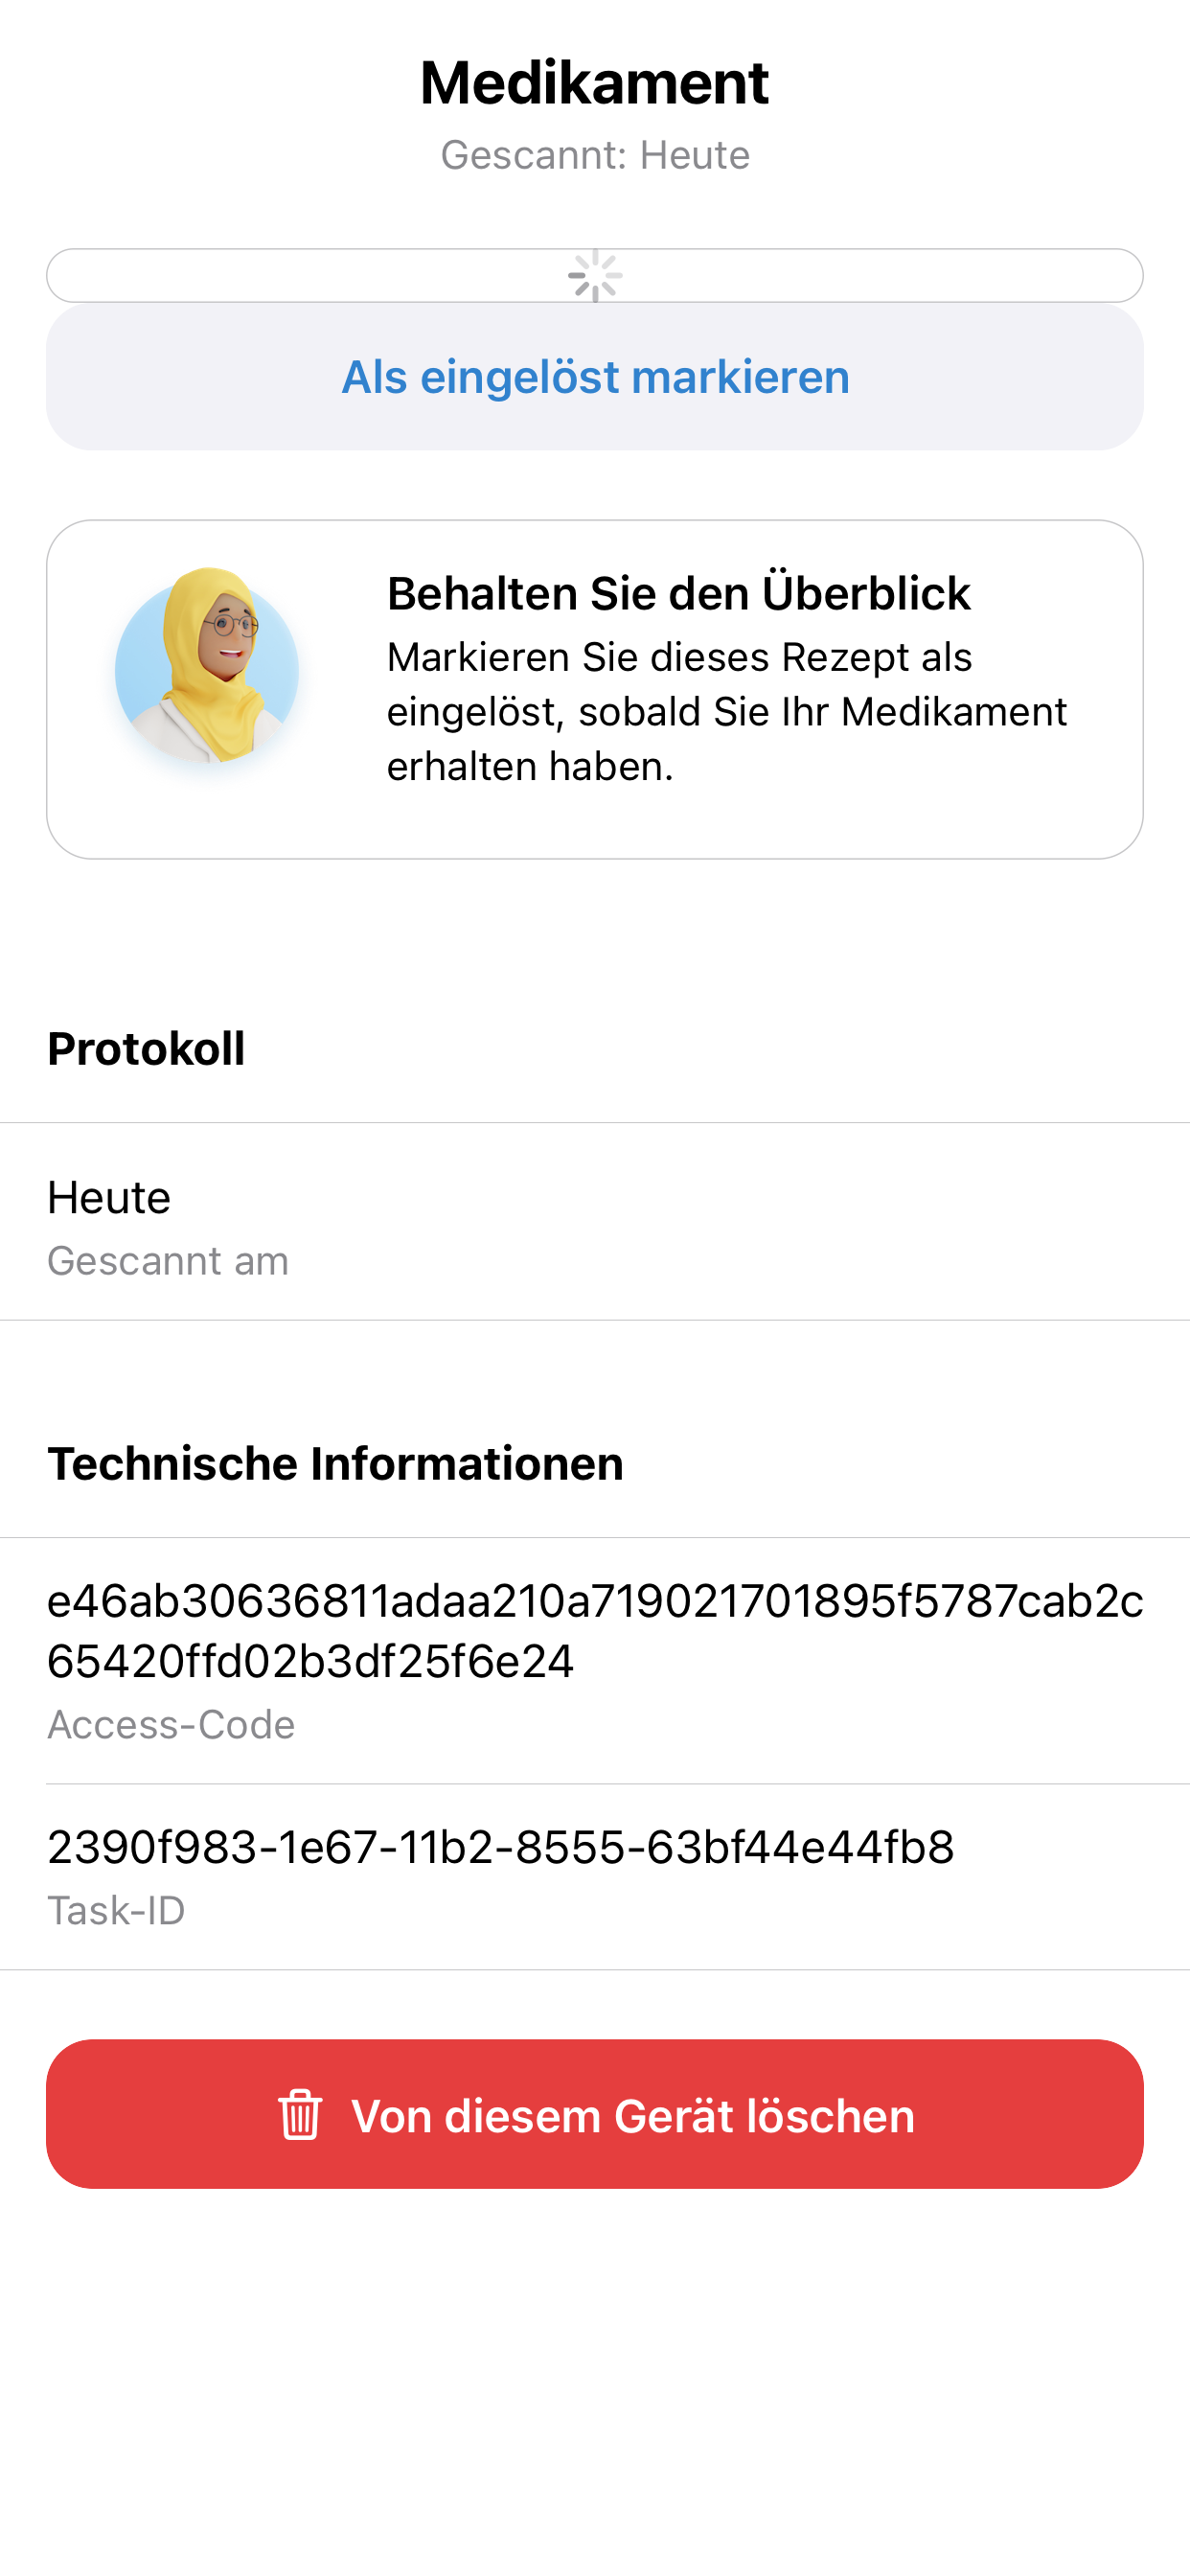 Medikament
Gescannt: Heute
Als eingelöst markieren
Behalten Sie den Überblick
Markieren Sie dieses Rezept als
eingelöst, sobald Sie Ihr Medikament
erhalten haben.
Protokoll
Heute
Gescannt am
Technische Informationen
e46ab30636811adaa210a719021701895f5787cab2c
65420ffd02b3df25f6e24
Access-Code
2390f983-1e67-11b2-8555-63bf44e44fb8
Task-ID
Von diesem Gerät löschen